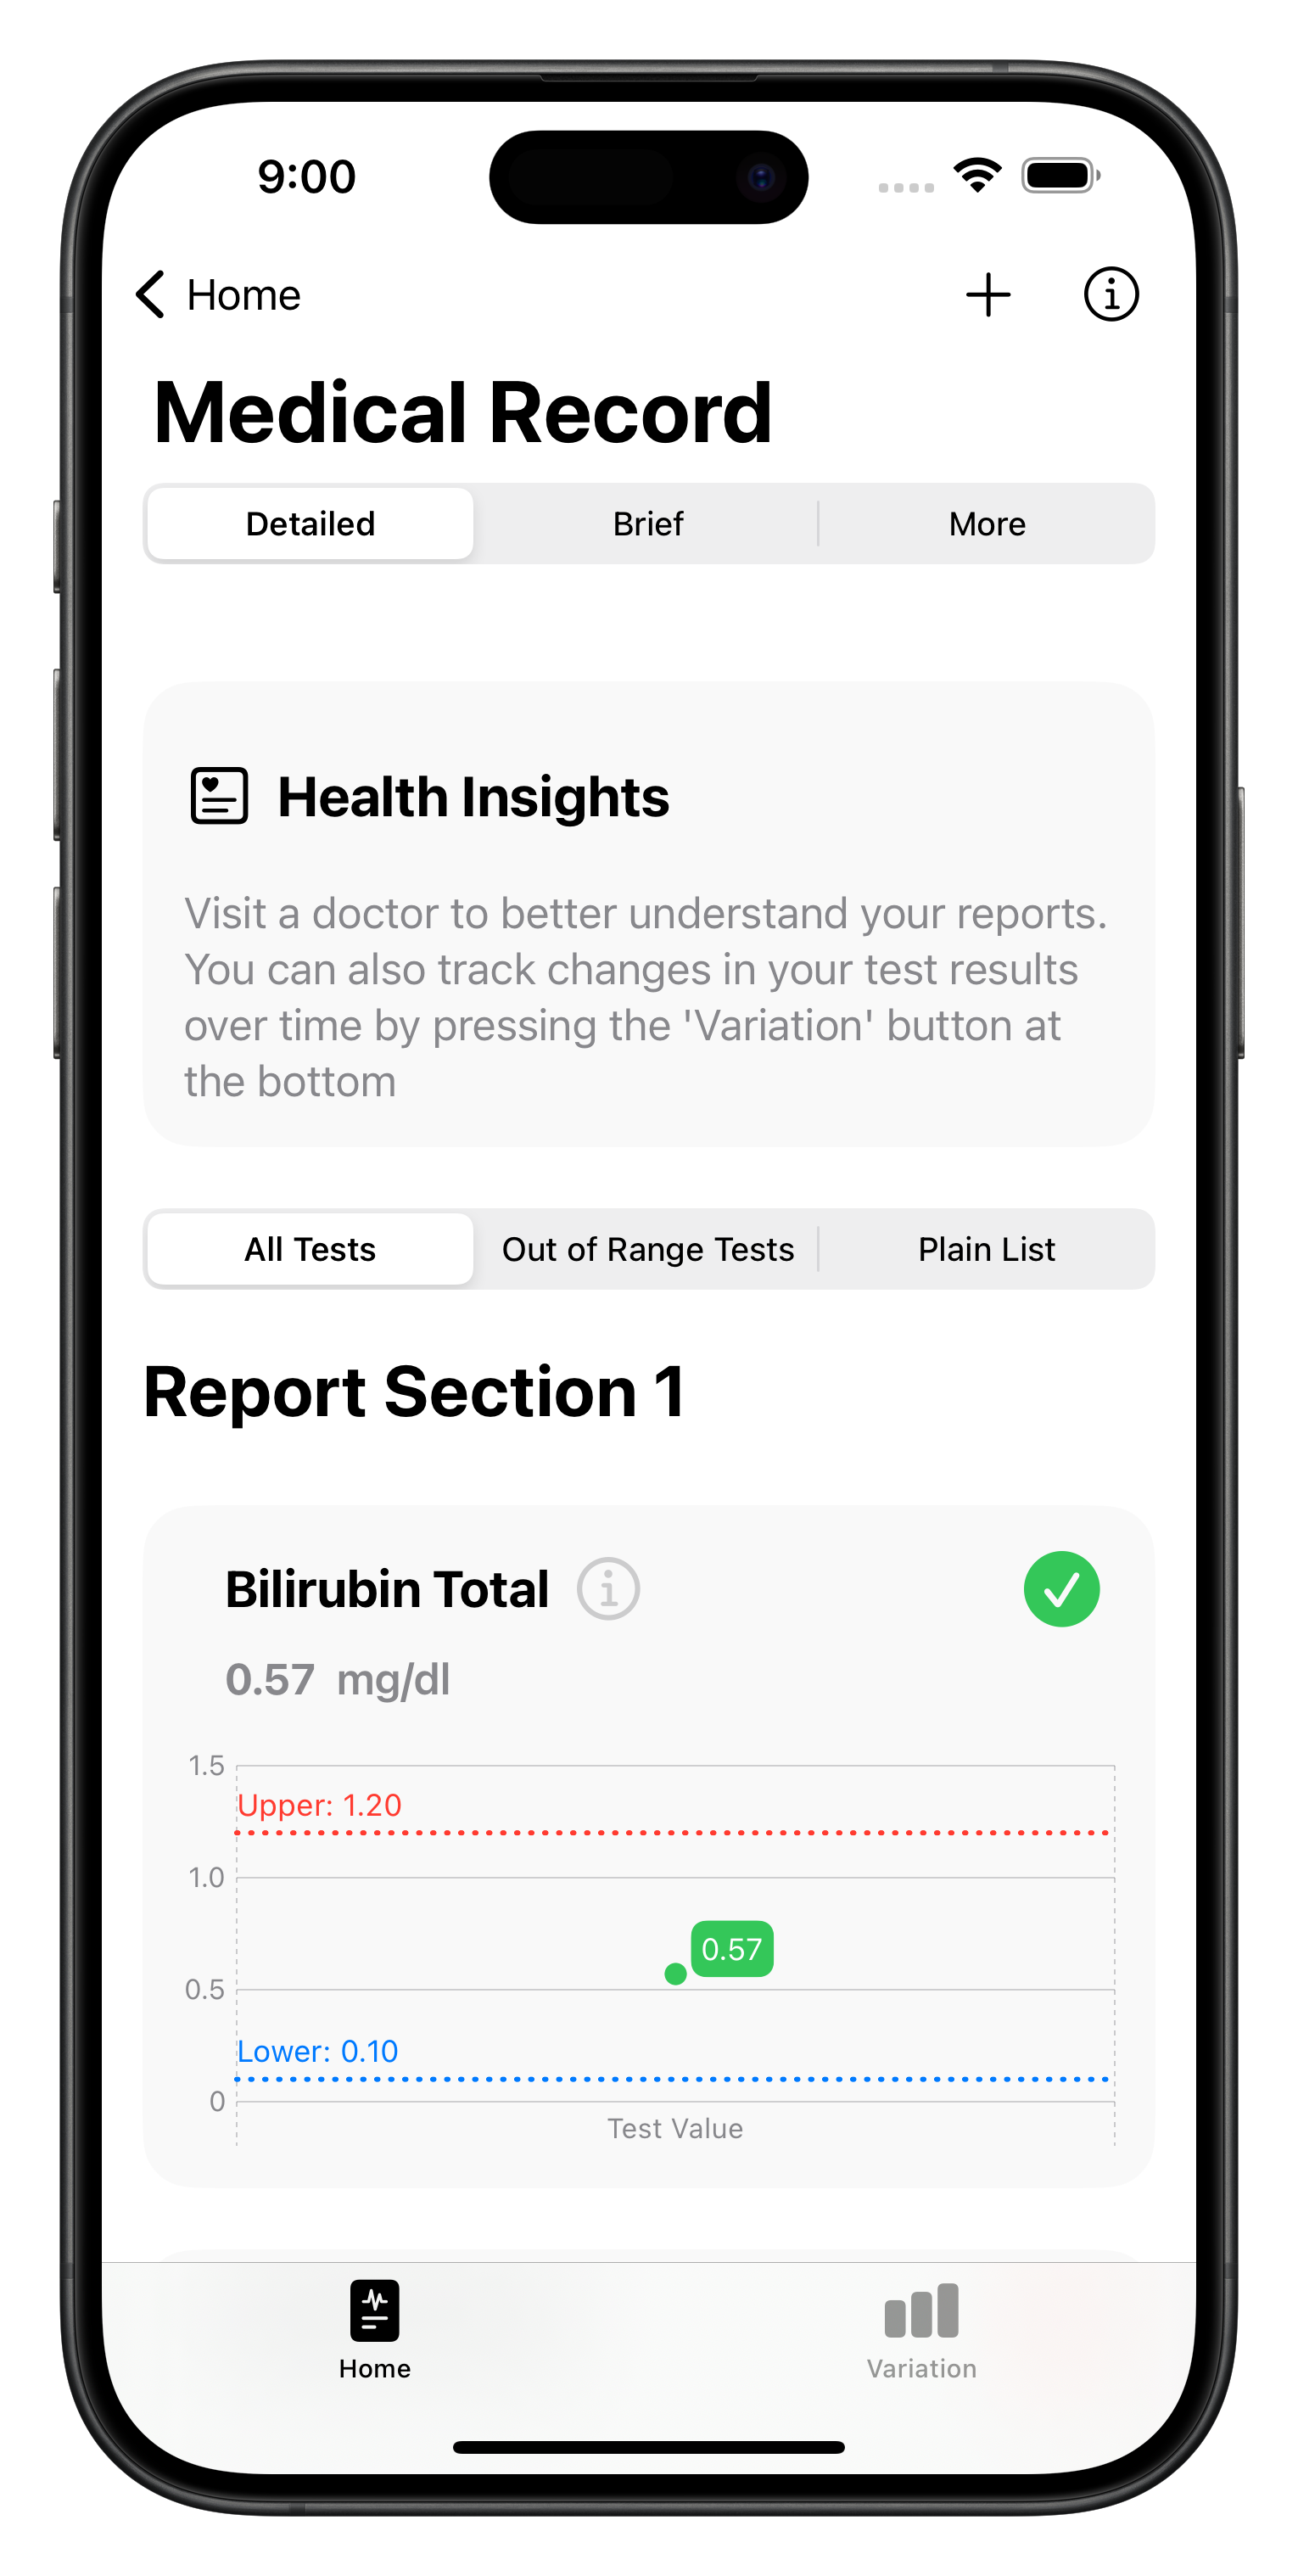 9:00
Home
Medical Record
Detailed Brief More
Health Insights
Visit a doctor to better understand your reports.
You can also track changes in your test results
over time by pressing the 'Variation' button at
the bottom
All Tests Out of Range Tests Plain List
Report Section 1
Bilirubin Total
0.57 mg/dl
1.5
Upper: 1.20
1.0
0.57
0.5
Lower: 0.10
0
Test Value
Home Variation